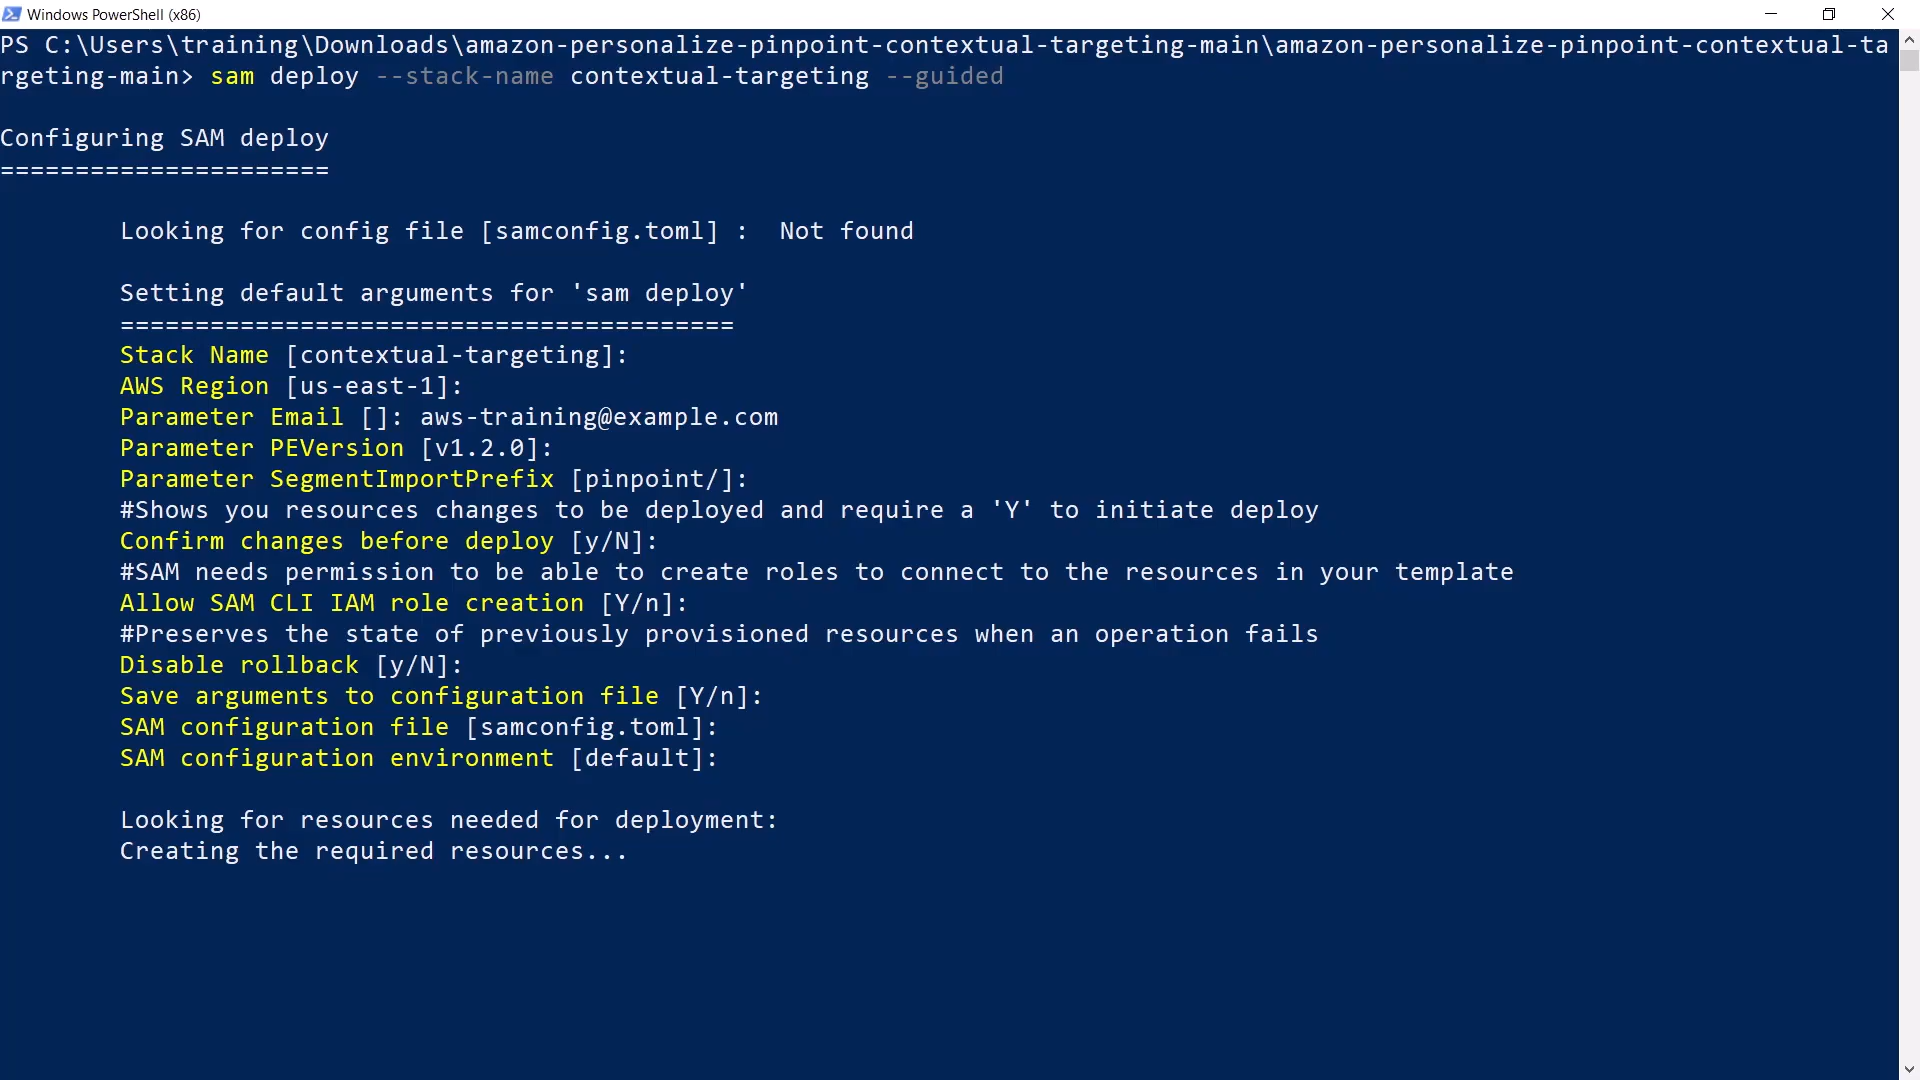 Windows PowerShell (x86)
PS C:\Users\training\Downloads\amazon-personalize-pinpoint-contextual-targeting-main\amazon-personalize-pinpoint-contextual-ta
rgeting-main> sam deploy --stack-name contextual-targeting --guided
Configuring SAM deploy
======================
Looking for config file [samconfig.toml] :  Not found
Setting default arguments for 'sam deploy'
=========================================
Stack Name [contextual-targeting]:
AWS Region [us-east-1]:
Parameter Email []: aws-training@example.com
Parameter PEVersion [v1.2.0]:
Parameter SegmentImportPrefix [pinpoint/]:
#Shows you resources changes to be deployed and require a 'Y' to initiate deploy
Confirm changes before deploy [y/N]:
#SAM needs permission to be able to create roles to connect to the resources in your template
Allow SAM CLI IAM role creation [Y/n]:
#Preserves the state of previously provisioned resources when an operation fails
Disable rollback [y/N]:
Save arguments to configuration file [Y/n]:
SAM configuration file [samconfig.toml]:
SAM configuration environment [default]:
Looking for resources needed for deployment:
Creating the required resources...